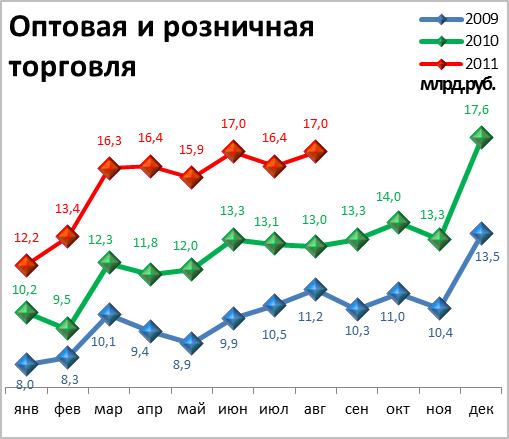 Оптовая и розничная
торговля
2009
2010
2011
млрд.руб.
17,6
16,3 16,4 15,9 17,0 16,4 17,0
12,2 13,4
12,3 11,8 12,0 13,3 13,1 13,0 13,3 14,0 13,3
10,2 9,5
13,5
10,1 9,4 8,9 9,9 10,5 11,2 10,3 11,0 10,4
8,0 8,3
янв фев мар апр май июн июл авг сен окт ноя дек